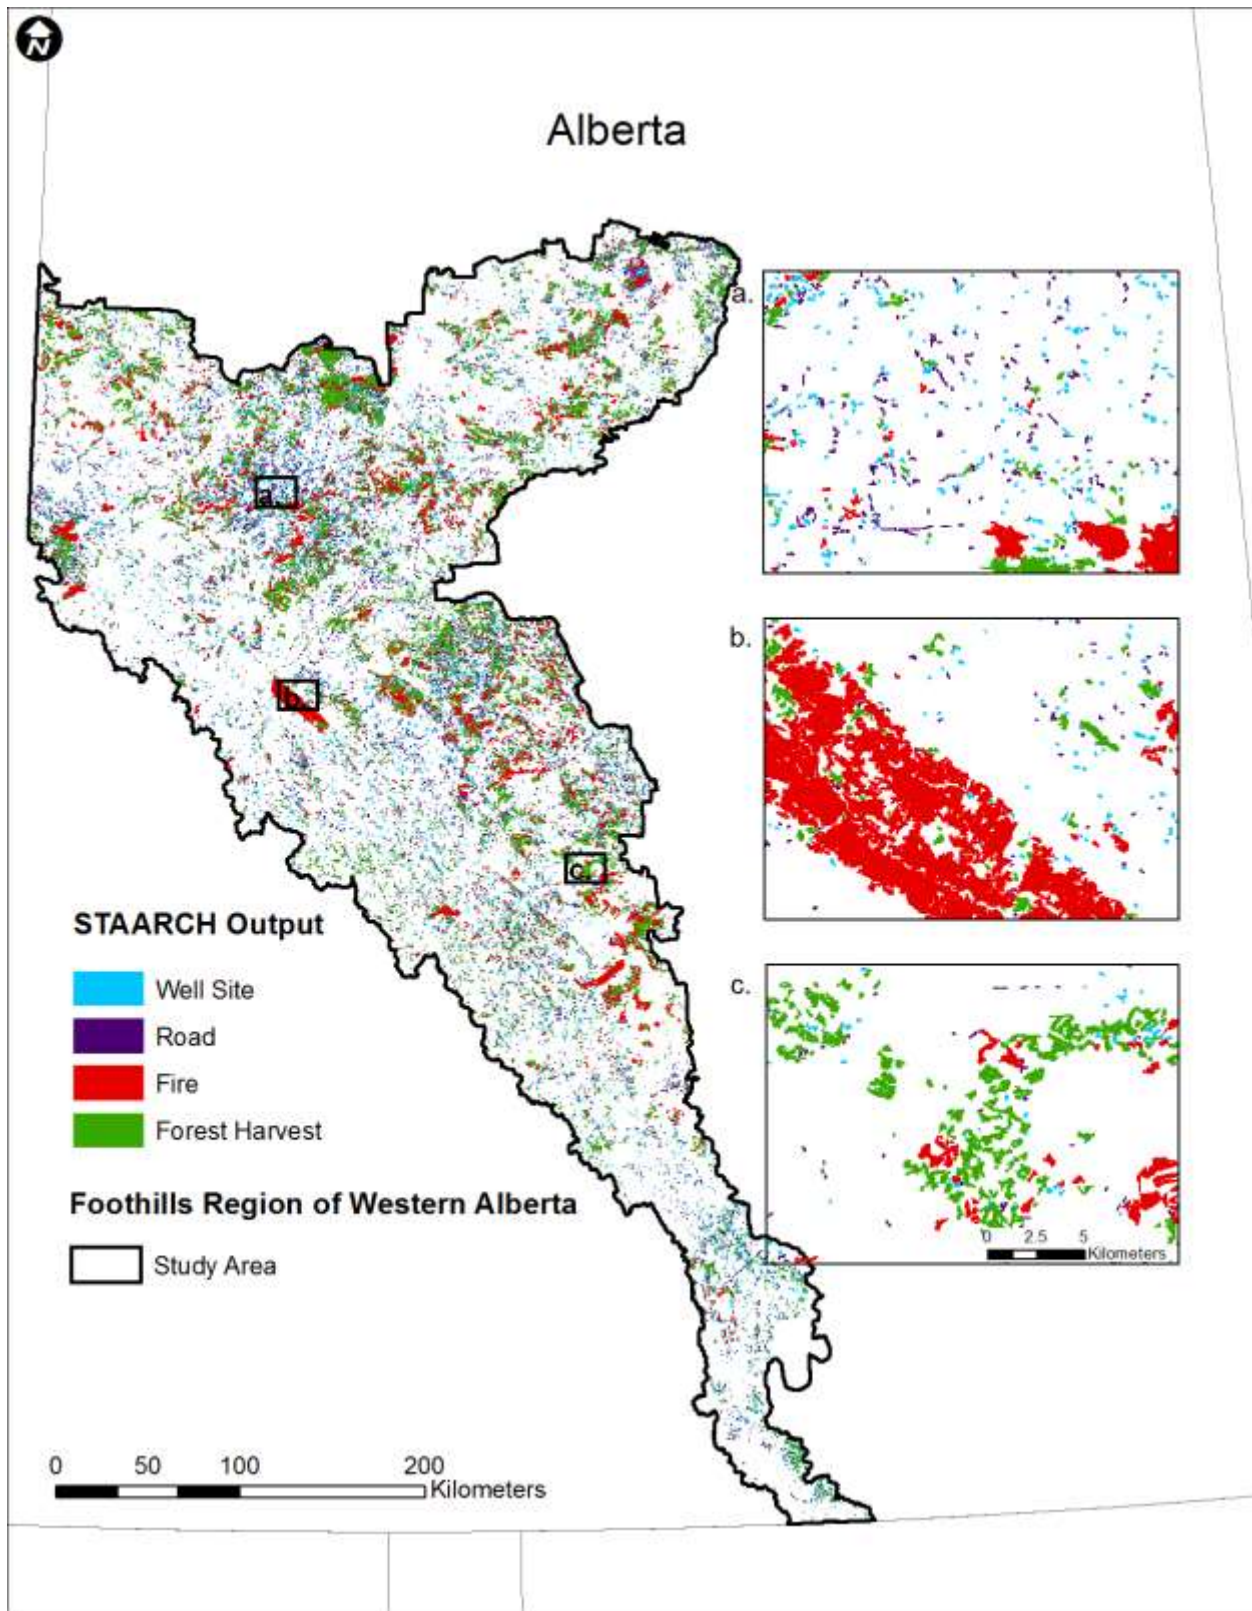 N
Alberta
a.
b.
c.
a.
b.
c.
STAARCH Output
Well Site
Road
Fire
Forest Harvest
Foothills Region of Western Alberta
Study Area
0 2.5 5
Kilometers
0 50 100 200
Kilometers